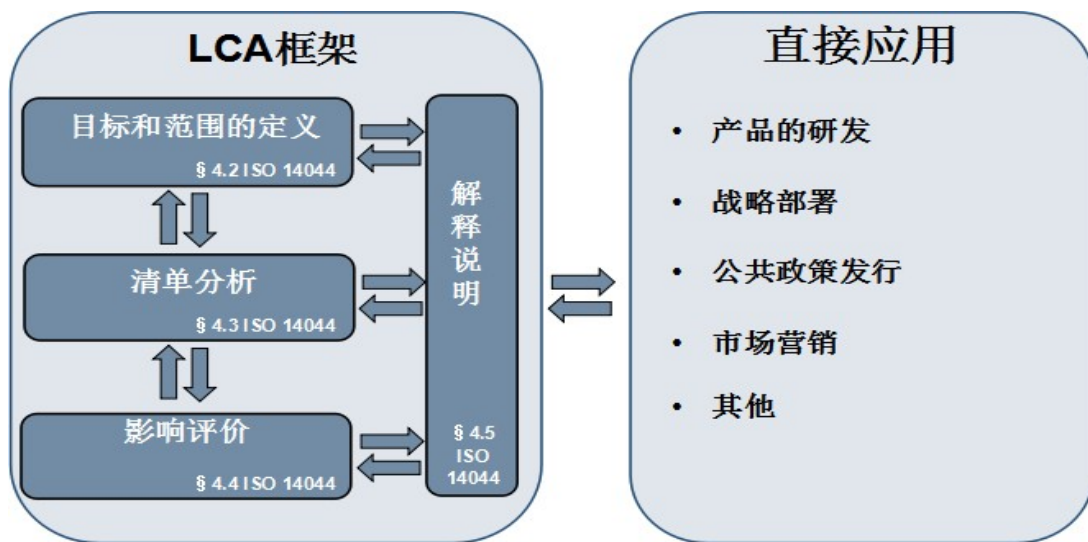 LCA框架
目标和范围的定义
§ 4.2 ISO 14044
清单分析
§ 4.3 ISO 14044
影响评价
§ 4.4 ISO 14044
解
释
说
明
§ 4.5
ISO
14044
直接应用
• 产品的研发
• 战略部署
• 公共政策发行
• 市场营销
• 其他